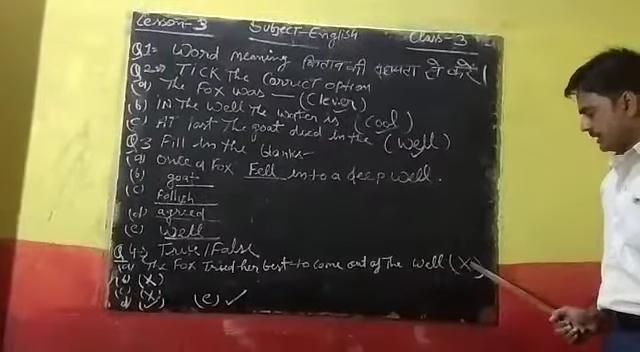 Lesson-3 Subject-English Class-3
Q1= Word meaning किताब की सहायता से करें।
Q2= TICK the Correct option
(a) The Fox was — (Clever)
(b) IN The Well The water is (Cool)
(c) At last The goat died in the (Well)
Q3 Fill in the blanks-
(a) Once a Fox Fell into a deep well.
(b) goat
(c) Follish
(d) agreed
(e) Well
Q4= True/False
(a) The Fox Tried her best to come out of The well (X)
(b) (X)
(c) (X)
(d) (✓) (e) ✓